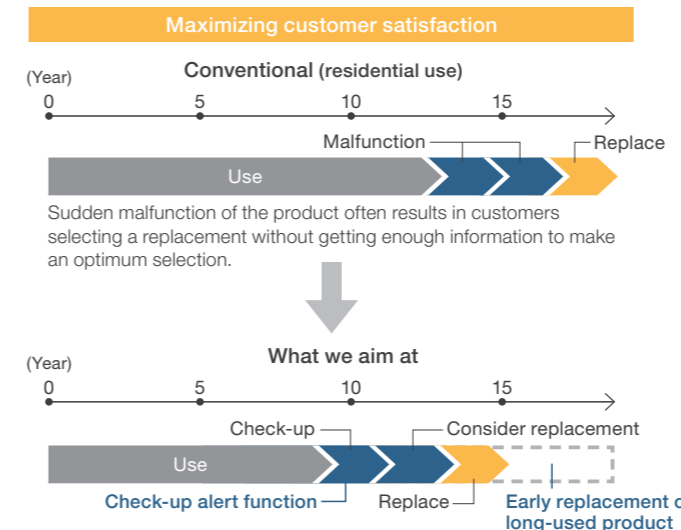 Maximizing customer satisfaction
Conventional (residential use)
(Year)
0 5 10 15
Malfunction Replace
Use
Sudden malfunction of the product often results in customers
selecting a replacement without getting enough information to make
an optimum selection.
What we aim at
(Year)
0 5 10 15
Check-up Consider replacement
Use
Check-up alert function Replace Early replacement
long-used product